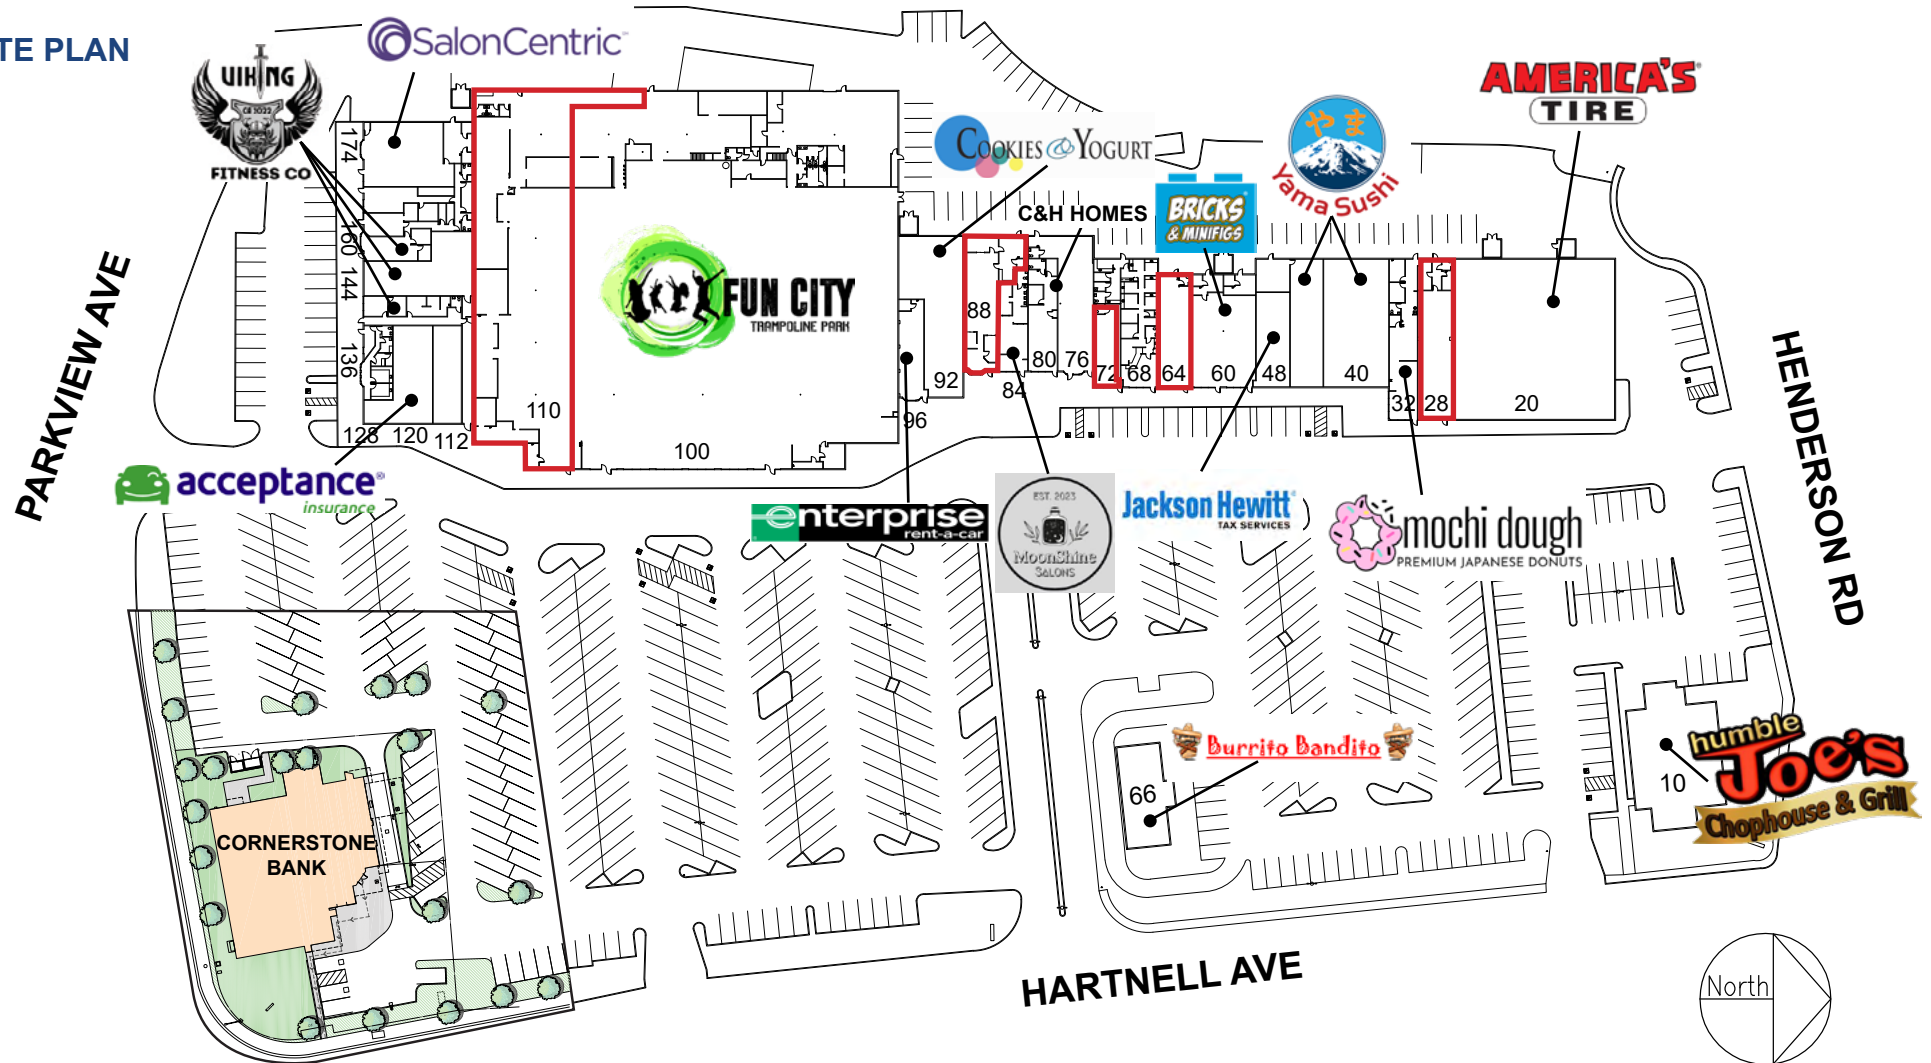 TE PLAN
SalonCentric
VIKING
CA 2022
FITNESS CO
AMERICA'S
TIRE
COOKIES & YOGURT
やま
Yama Sushi
C&H HOMES
BRICKS
& MINIFIGS
FUN CITY
TRAMPOLINE PARK
174
160
144
136
128
120
112
110
100
96
92
88
84
80
76
72
68
64
60
48
40
32
28
20
PARKVIEW AVE
HENDERSON RD
acceptance
insurance
enterprise
rent-a-car
EST. 2023
MoonShine
SALONS
Jackson Hewitt
TAX SERVICES
mochi dough
PREMIUM JAPANESE DONUTS
Burrito Bandito
66
10
humble
Joe's
Chophouse & Grill
CORNERSTONE
BANK
HARTNELL AVE
North